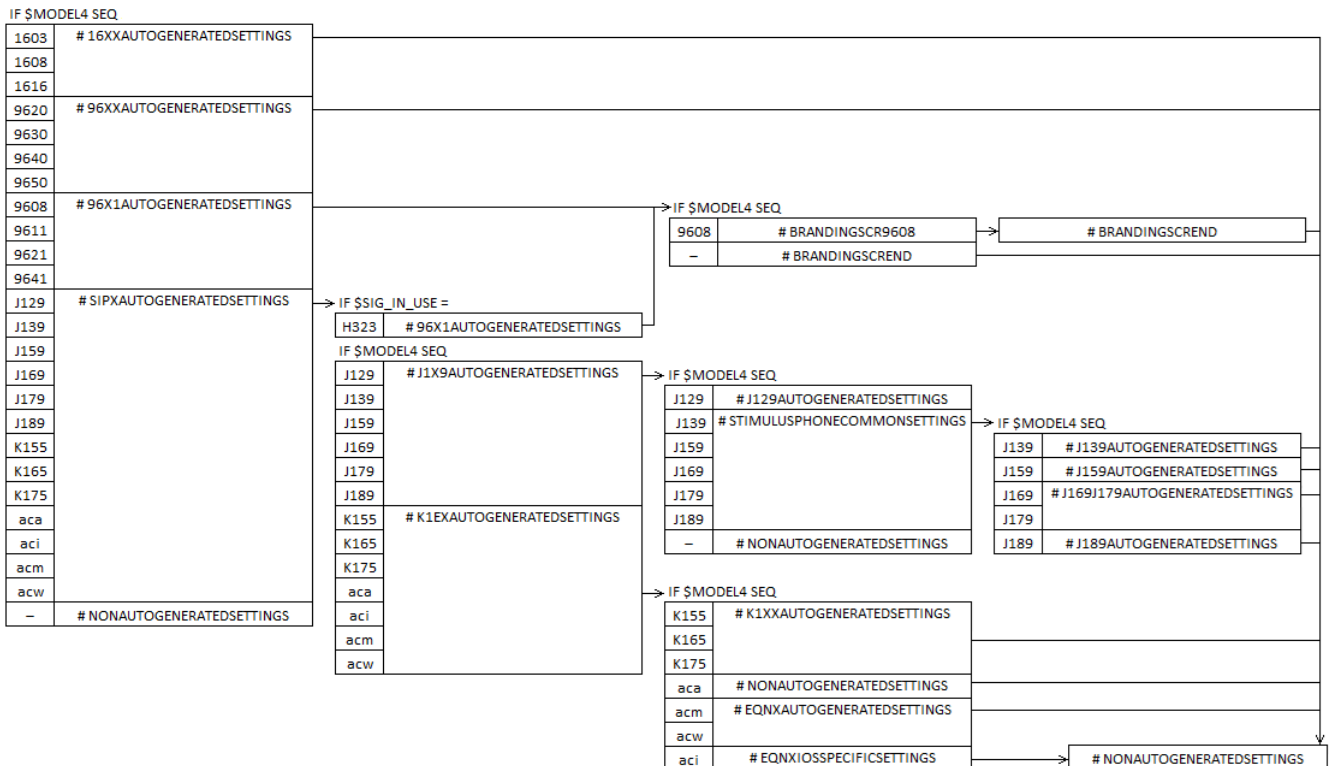 IF $MODEL4 SEQ
1603 # 16XXAUTOGENERATEDSETTINGS
1608
1616
9620 # 96XXAUTOGENERATEDSETTINGS
9630
9640
9650
9608 # 96X1AUTOGENERATEDSETTINGS
9611
9621
9641
J129 # SIPXAUTOGENERATEDSETTINGS
J139
J159
J169
J179
J189
K155
K165
K175
aca
aci
acm
acw
– # NONAUTOGENERATEDSETTINGS
IF $SIG_IN_USE =
H323 # 96X1AUTOGENERATEDSETTINGS
IF $MODEL4 SEQ
J129 # J1X9AUTOGENERATEDSETTINGS
J139
J159
J169
J179
J189
K155 # K1EXAUTOGENERATEDSETTINGS
K165
K175
aca
aci
acm
acw
IF $MODEL4 SEQ
9608 # BRANDINGSCR9608
– # BRANDINGSCREND
# BRANDINGSCREND
IF $MODEL4 SEQ
J129 # J129AUTOGENERATEDSETTINGS
J139 # STIMULUSPHONECOMMONSETTINGS
J159
J169
J179
J189
– # NONAUTOGENERATEDSETTINGS
IF $MODEL4 SEQ
J139 # J139AUTOGENERATEDSETTINGS
J159 # J159AUTOGENERATEDSETTINGS
J169 # J169J179AUTOGENERATEDSETTINGS
J179
J189 # J189AUTOGENERATEDSETTINGS
IF $MODEL4 SEQ
K155 # K1XXAUTOGENERATEDSETTINGS
K165
K175
aca # NONAUTOGENERATEDSETTINGS
acm # EQNXAUTOGENERATEDSETTINGS
acw
aci # EQNXIOSSPECIFICSETTINGS
# NONAUTOGENERATEDSETTINGS